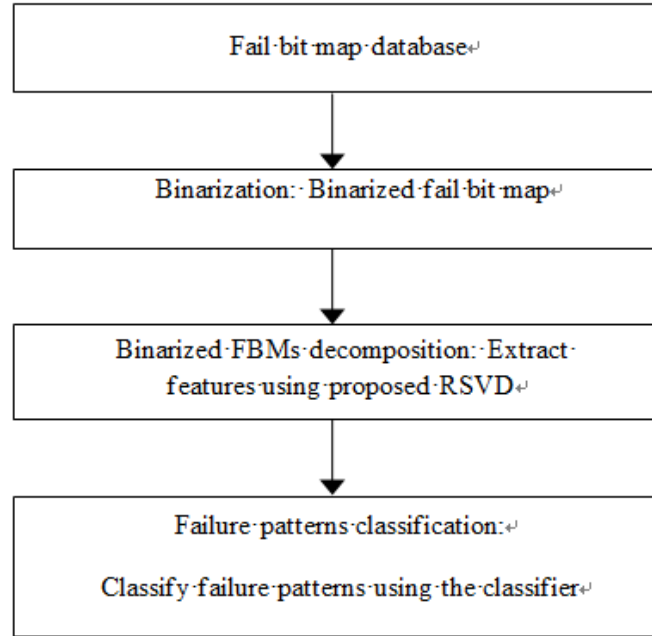 Fail bit map database
Binarization: Binarized fail bit map
Binarized FBMs decomposition: Extract
features using proposed RSVD
Failure patterns classification:
Classify failure patterns using the classifier